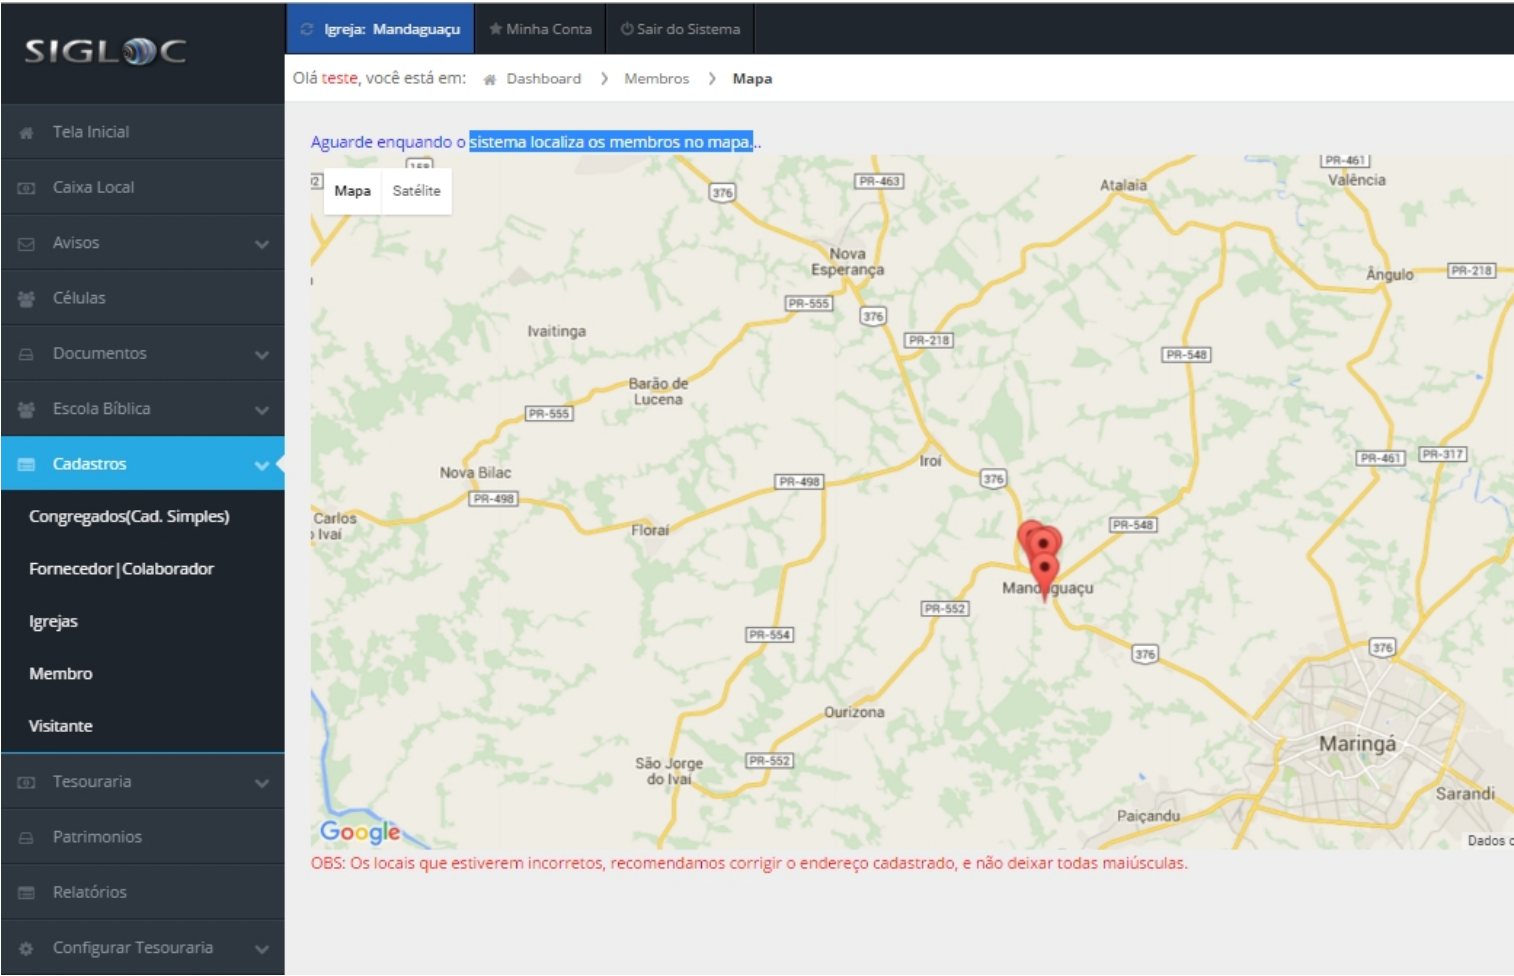 SIGLOC
Igreja: Mandaguaçu
Minha Conta
Sair do Sistema
Olá teste, você está em: Dashboard > Membros > Mapa
Tela Inicial
Caixa Local
Avisos
Células
Documentos
Escola Bíblica
Cadastros
Congregados(Cad. Simples)
Fornecedor|Colaborador
Igrejas
Membro
Visitante
Tesouraria
Patrimonios
Relatórios
Configurar Tesouraria
Aguarde enquando o sistema localiza os membros no mapa...
Mapa
Satélite
158
376
PR-463
Atalaia
PR-461
Valência
Nova
Esperança
Ângulo
PR-218
PR-555
376
Ivaitinga
PR-218
PR-548
Barão de
Lucena
PR-555
Iroí
PR-461
PR-317
Nova Bilac
PR-498
376
PR-498
Carlos
o Ivaí
Floraí
PR-548
Mandaguaçu
PR-552
PR-554
376
376
Ourizona
Maringá
São Jorge
do Ivaí
PR-552
Sarandi
Paiçandu
Google
Dados c
OBS: Os locais que estiverem incorretos, recomendamos corrigir o endereço cadastrado, e não deixar todas maiúsculas.